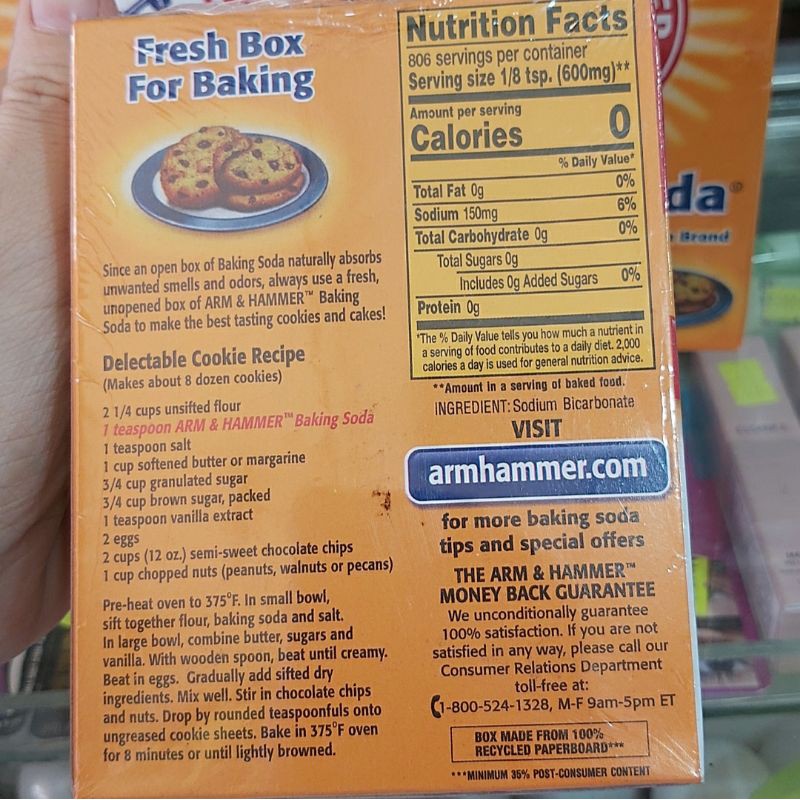 Fresh Box
For Baking
Since an open box of Baking Soda naturally absorbs
unwanted smells and odors, always use a fresh,
unopened box of ARM & HAMMER™ Baking
Soda to make the best tasting cookies and cakes!
Delectable Cookie Recipe
(Makes about 8 dozen cookies)
2 1/4 cups unsifted flour
1 teaspoon ARM & HAMMER™ Baking Soda
1 teaspoon salt
1 cup softened butter or margarine
3/4 cup granulated sugar
3/4 cup brown sugar, packed
1 teaspoon vanilla extract
2 eggs
2 cups (12 oz.) semi-sweet chocolate chips
1 cup chopped nuts (peanuts, walnuts or pecans)
Pre-heat oven to 375°F. In small bowl,
sift together flour, baking soda and salt.
In large bowl, combine butter, sugars and
vanilla. With wooden spoon, beat until creamy.
Beat in eggs. Gradually add sifted dry
ingredients. Mix well. Stir in chocolate chips
and nuts. Drop by rounded teaspoonfuls onto
ungreased cookie sheets. Bake in 375°F oven
for 8 minutes or until lightly browned.
Nutrition Facts
806 servings per container
Serving size 1/8 tsp. (600mg)**
Amount per serving
Calories 0
% Daily Value*
Total Fat 0g 0%
Sodium 150mg 6%
Total Carbohydrate 0g 0%
Total Sugars 0g
Includes 0g Added Sugars 0%
Protein 0g
*The % Daily Value tells you how much a nutrient in
a serving of food contributes to a daily diet. 2,000
calories a day is used for general nutrition advice.
**Amount in a serving of baked food.
INGREDIENT: Sodium Bicarbonate
VISIT
armhammer.com
for more baking soda
tips and special offers
THE ARM & HAMMER™
MONEY BACK GUARANTEE
We unconditionally guarantee
100% satisfaction. If you are not
satisfied in any way, please call our
Consumer Relations Department
toll-free at:
1-800-524-1328, M-F 9am-5pm ET
BOX MADE FROM 100%
RECYCLED PAPERBOARD***
***MINIMUM 35% POST-CONSUMER CONTENT
da®
Brand